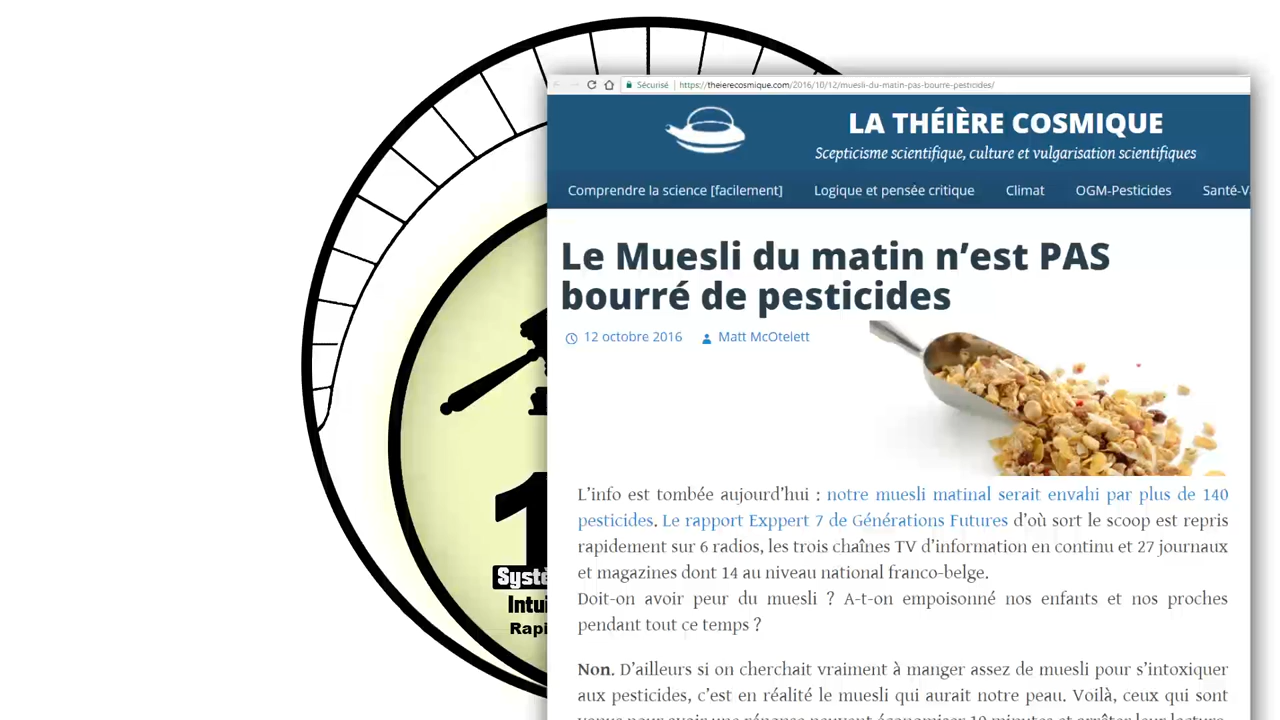 Sécurisé https://theierecosmique.com/2016/10/12/muesli-du-matin-pas-bourre-pesticides/
LA THÉIÈRE COSMIQUE
Scepticisme scientifique, culture et vulgarisation scientifiques
Comprendre la science [facilement] Logique et pensée critique Climat OGM-Pesticides Santé-V
Le Muesli du matin n’est PAS
bourré de pesticides
12 octobre 2016 Matt McOtelett
L’info est tombée aujourd’hui : notre muesli matinal serait envahi par plus de 140
pesticides. Le rapport Exppert 7 de Générations Futures d’où sort le scoop est repris
rapidement sur 6 radios, les trois chaînes TV d’information en continu et 27 journaux
et magazines dont 14 au niveau national franco-belge.
Doit-on avoir peur du muesli ? A-t-on empoisonné nos enfants et nos proches
pendant tout ce temps ?
Non. D’ailleurs si on cherchait vraiment à manger assez de muesli pour s’intoxiquer
aux pesticides, c’est en réalité le muesli qui aurait notre peau. Voilà, ceux qui sont
1
Systè
Intui
Rapi